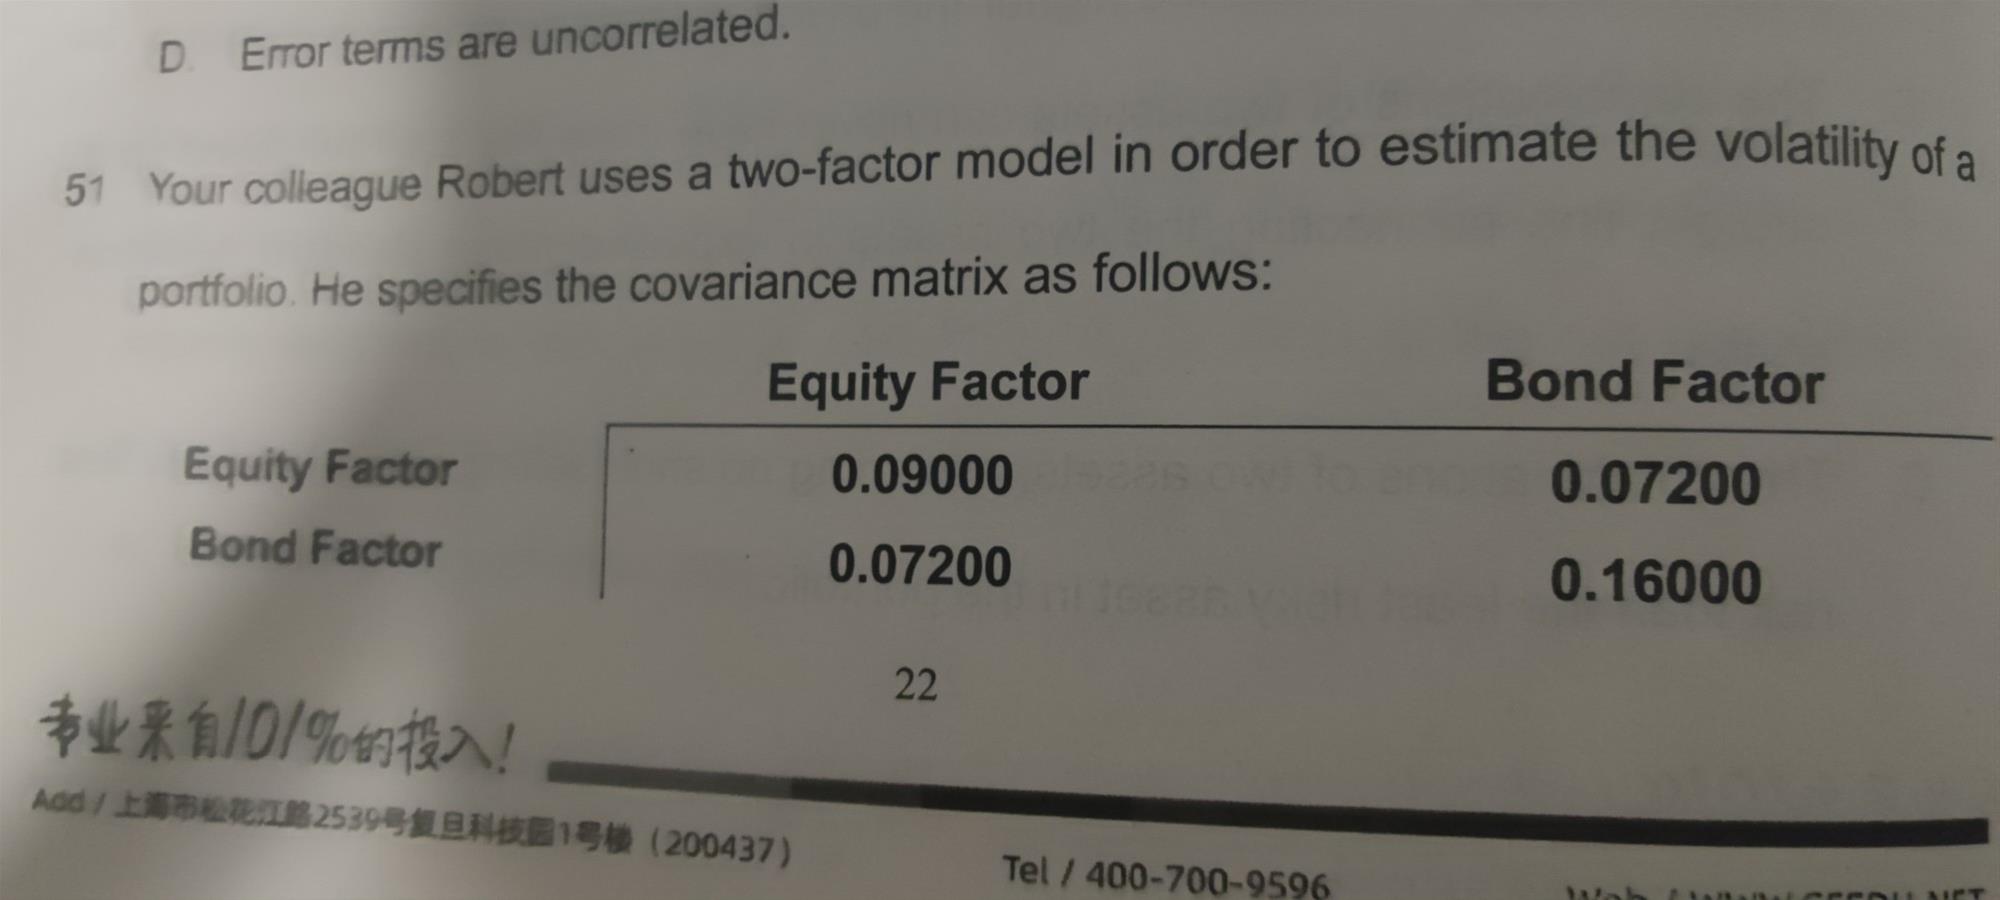 D. Error terms are uncorrelated.
51 Your colleague Robert uses a two-factor model in order to estimate the volatility of a
portfolio. He specifies the covariance matrix as follows:
Equity Factor Bond Factor
Equity Factor 0.09000 0.07200
Bond Factor 0.07200 0.16000
22
专业来自101%的投入!
Add / 上海市松花江路2539号复旦科技园1号楼 (200437)
Tel / 400-700-9596